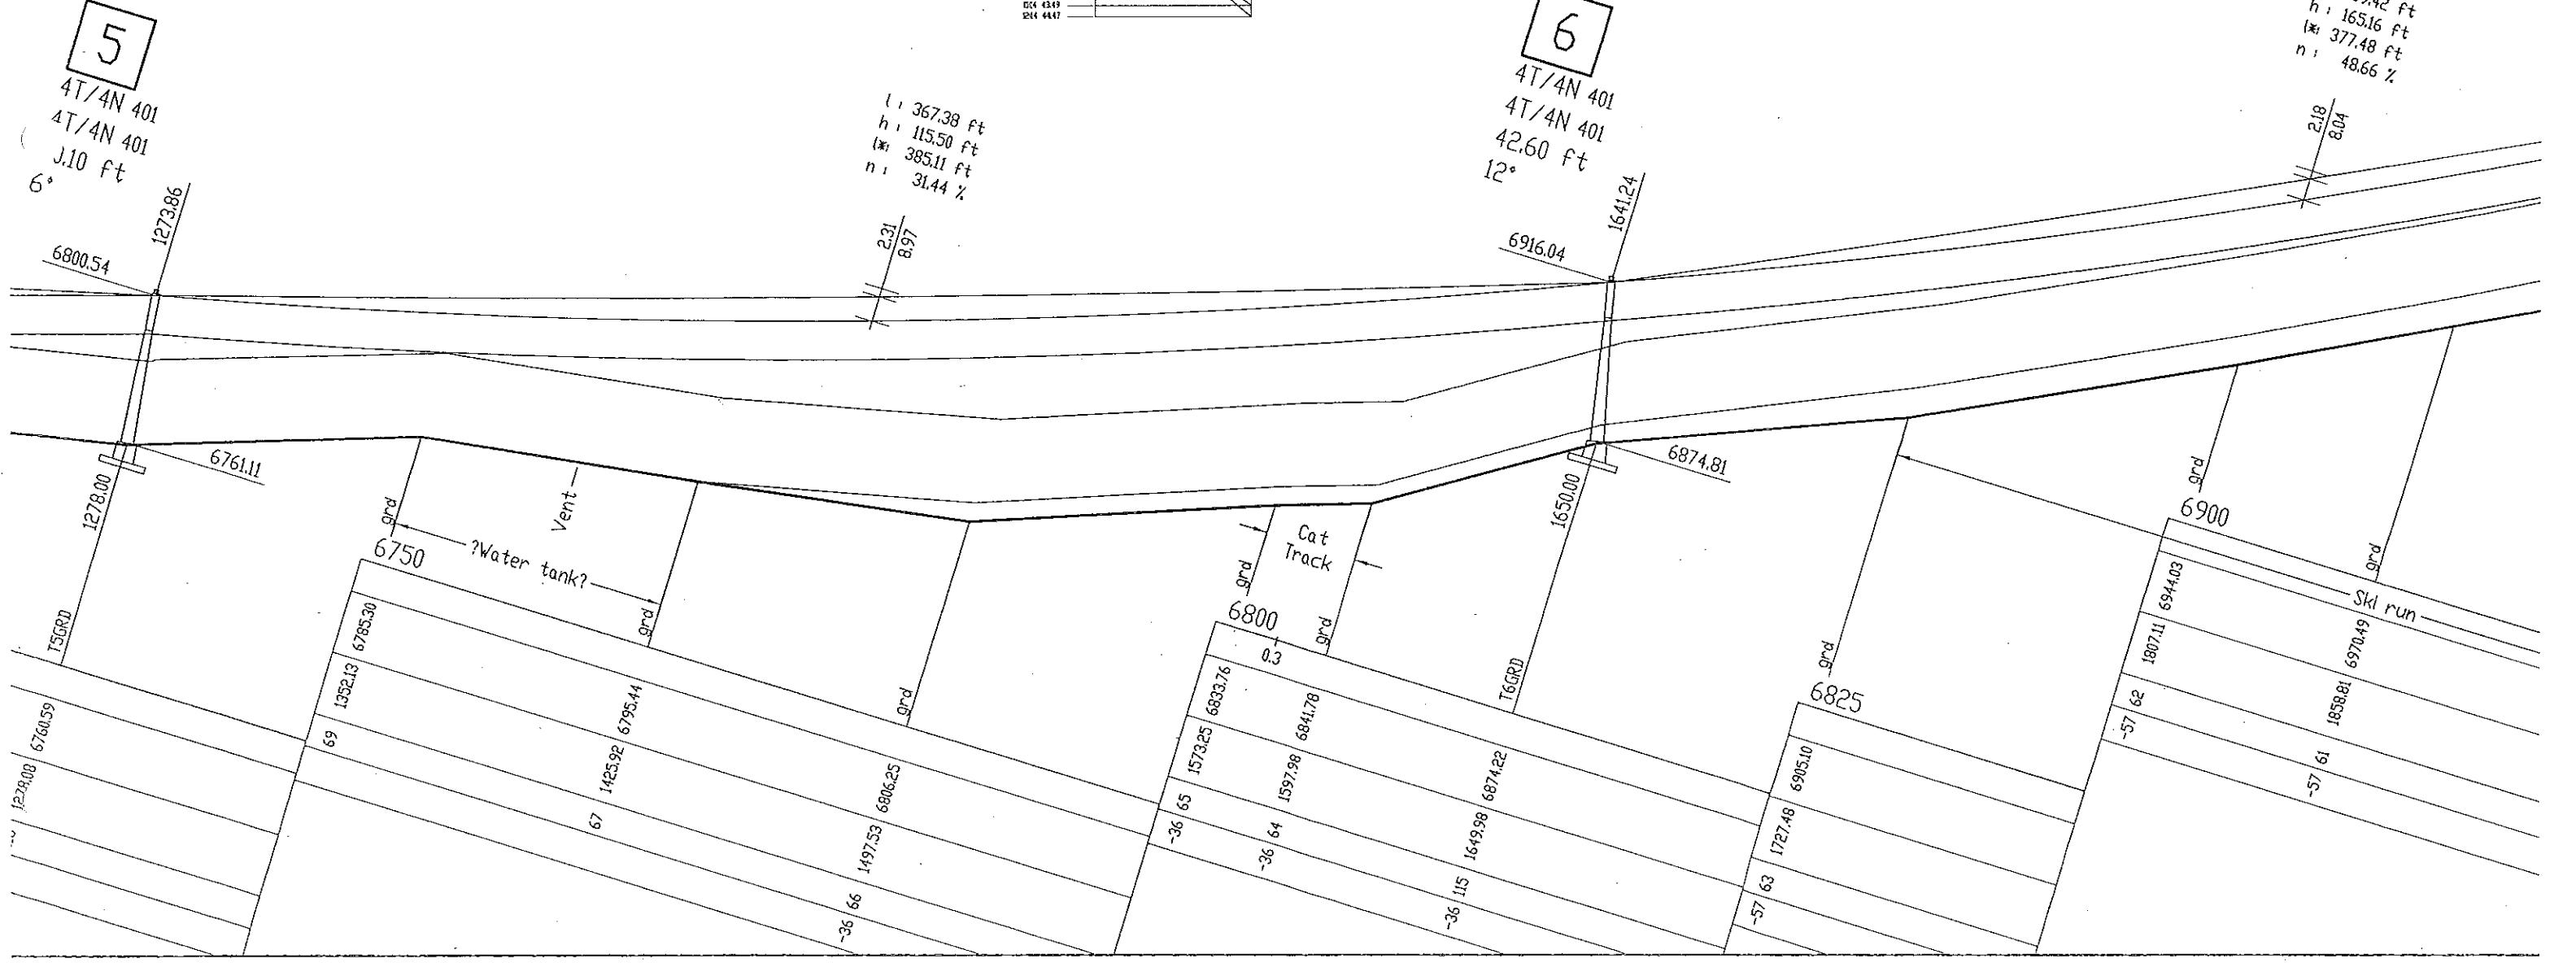 12C4 44.47
5
4T/4N 401
4T/4N 401
J.10 ft
6°
1273.86
6800.54
l : 367.38 ft
h : 115.50 ft
l*: 385.11 ft
n : 31.44 %
2.31
8.97
6
4T/4N 401
4T/4N 401
42.60 ft
12°
1641.24
6916.04
h : 165.16 ft
l*: 377.48 ft
n : 48.66 %
2.18
8.04
6761.11
1278.00
T5GRD
grd
Vent
?Water tank?
grd
grd
grd
Cat
Track
grd
6874.81
1650.00
T6GRD
grd
grd
grd
Ski run
6750
6800
0.3
6825
6900
6760.59
1278.08
6785.30
1352.13
69
6795.44
1425.92
67
6806.25
1497.53
66
-36
6833.76
1573.25
65
-36
6841.78
1597.98
64
-36
6874.22
1649.98
115
-36
6905.10
1727.48
63
-57
6944.03
1807.11
62
-57
6970.49
1858.81
61
-57